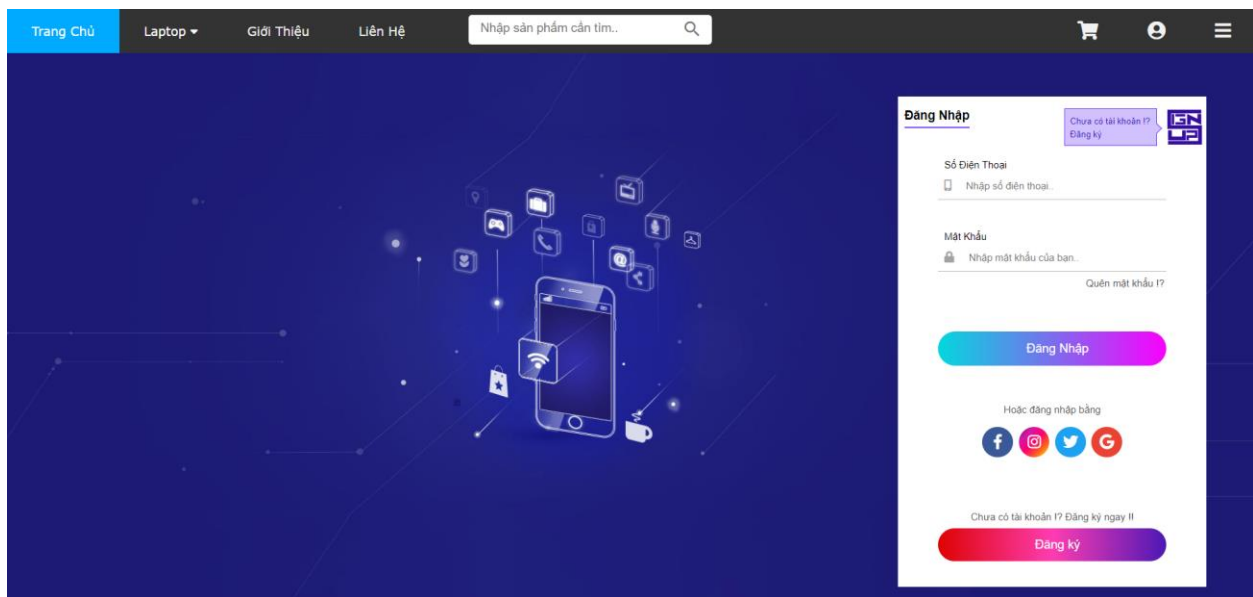 Trang Chủ
Laptop
Giới Thiệu
Liên Hệ
Nhập sản phẩm cần tìm..
Đăng Nhập
Chưa có tài khoản !?
Đăng ký
Số Điện Thoại
Nhập số điện thoại..
Mật Khẩu
Nhập mật khẩu của bạn..
Quên mật khẩu !?
Đăng Nhập
Hoặc đăng nhập bằng
Chưa có tài khoản !? Đăng ký ngay !!
Đăng ký